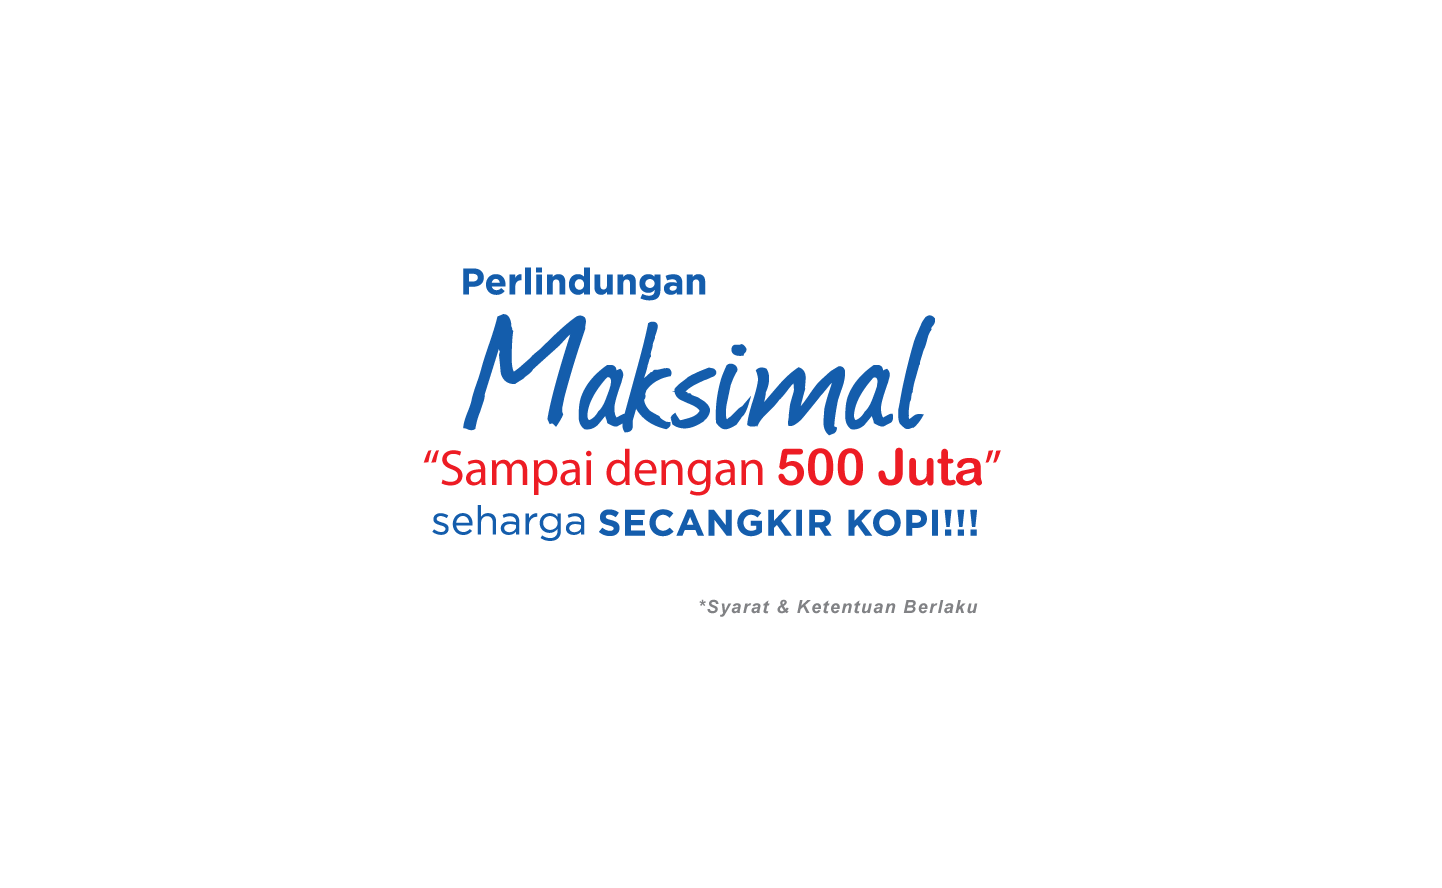 Perlindungan
Maksimal
“Sampai dengan 500 Juta”
seharga SECANGKIR KOPI!!!
*Syarat & Ketentuan Berlaku